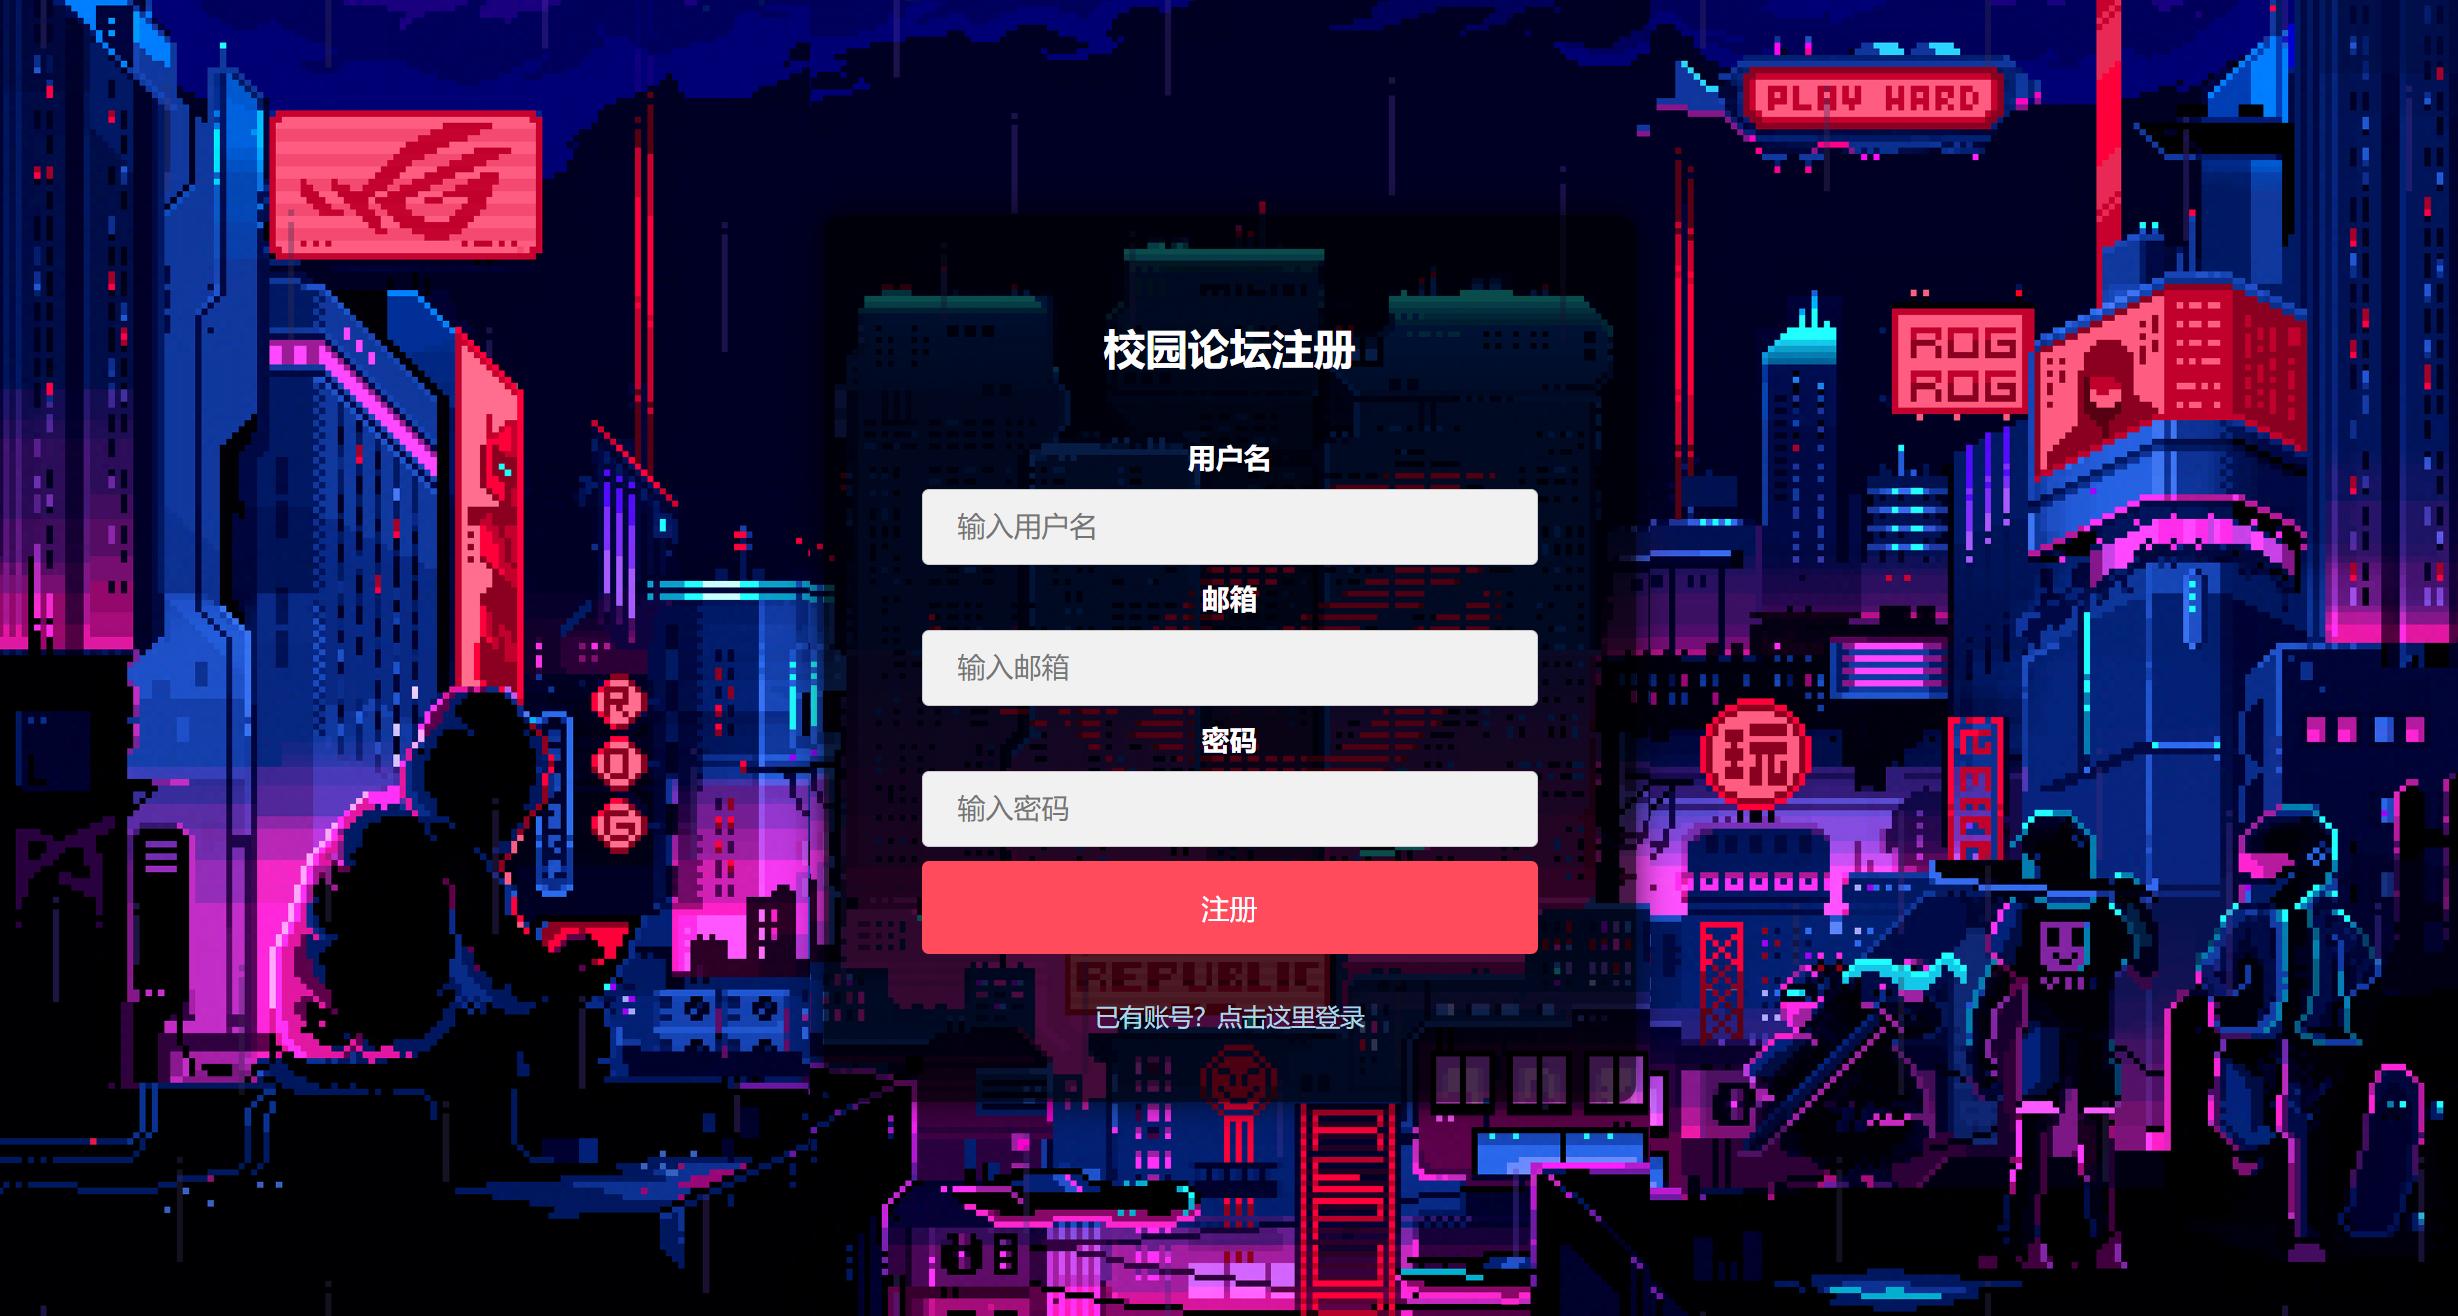 PLAY HARD
ROG
ROG
校园论坛注册
用户名
输入用户名
邮箱
输入邮箱
密码
输入密码
注册
R
O
G
玩
REPUBLIC
已有账号？点击这里登录